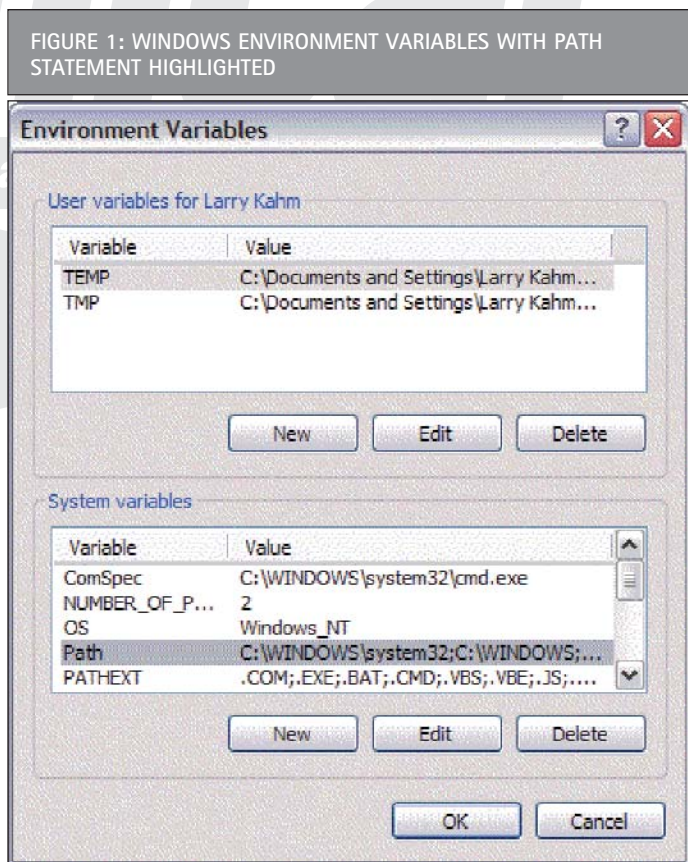 FIGURE 1: WINDOWS ENVIRONMENT VARIABLES WITH PATH
STATEMENT HIGHLIGHTED
Environment Variables
User variables for Larry Kahm
Variable Value
TEMP C:\Documents and Settings\Larry Kahm...
TMP C:\Documents and Settings\Larry Kahm...
New Edit Delete
System variables
Variable Value
ComSpec C:\WINDOWS\system32\cmd.exe
NUMBER_OF_P... 2
OS Windows_NT
Path C:\WINDOWS\system32;C:\WINDOWS;...
PATHEXT .COM;.EXE;.BAT;.CMD;.VBS;.VBE;.JS;....
New Edit Delete
OK Cancel